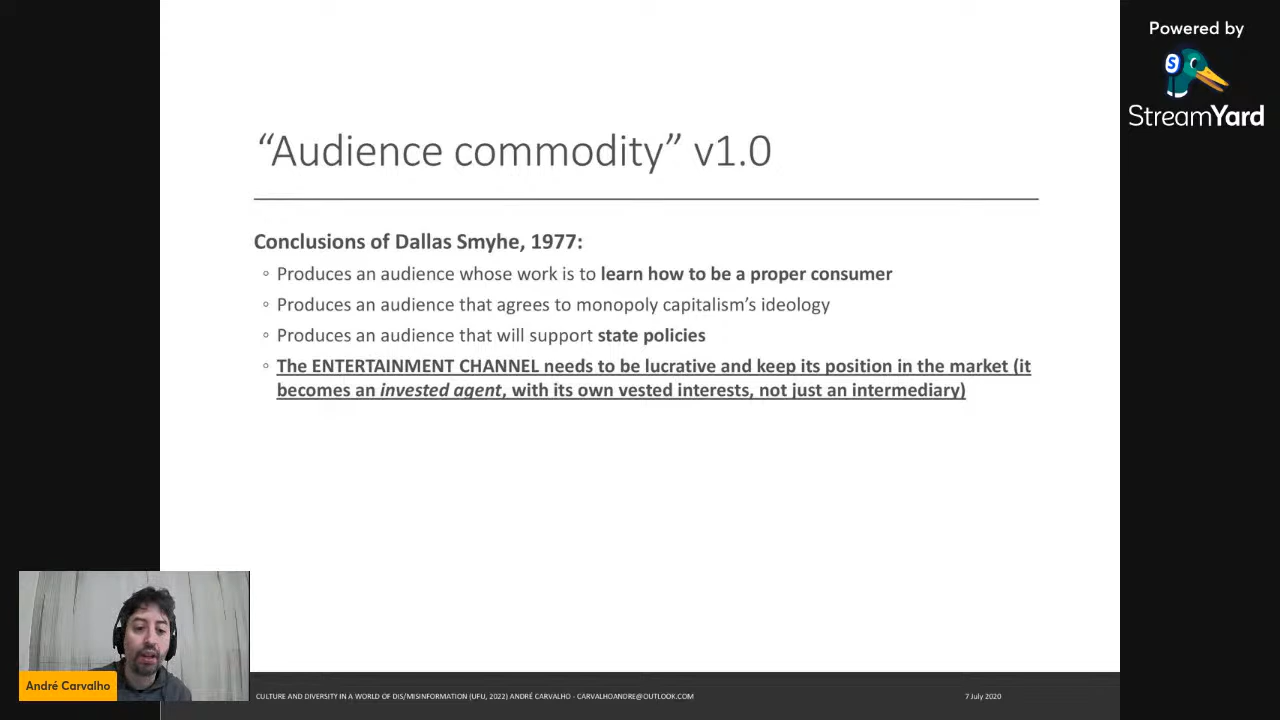 Powered by
S
StreamYard
“Audience commodity” v1.0
Conclusions of Dallas Smyhe, 1977:
◦ Produces an audience whose work is to learn how to be a proper consumer
◦ Produces an audience that agrees to monopoly capitalism’s ideology
◦ Produces an audience that will support state policies
◦ The ENTERTAINMENT CHANNEL needs to be lucrative and keep its position in the market (it
becomes an invested agent, with its own vested interests, not just an intermediary)
André Carvalho
CULTURE AND DIVERSITY IN A WORLD OF DIS/MISINFORMATION (UFU, 2022) ANDRÉ CARVALHO - CARVALHOANDRE@OUTLOOK.COM
7 July 2020